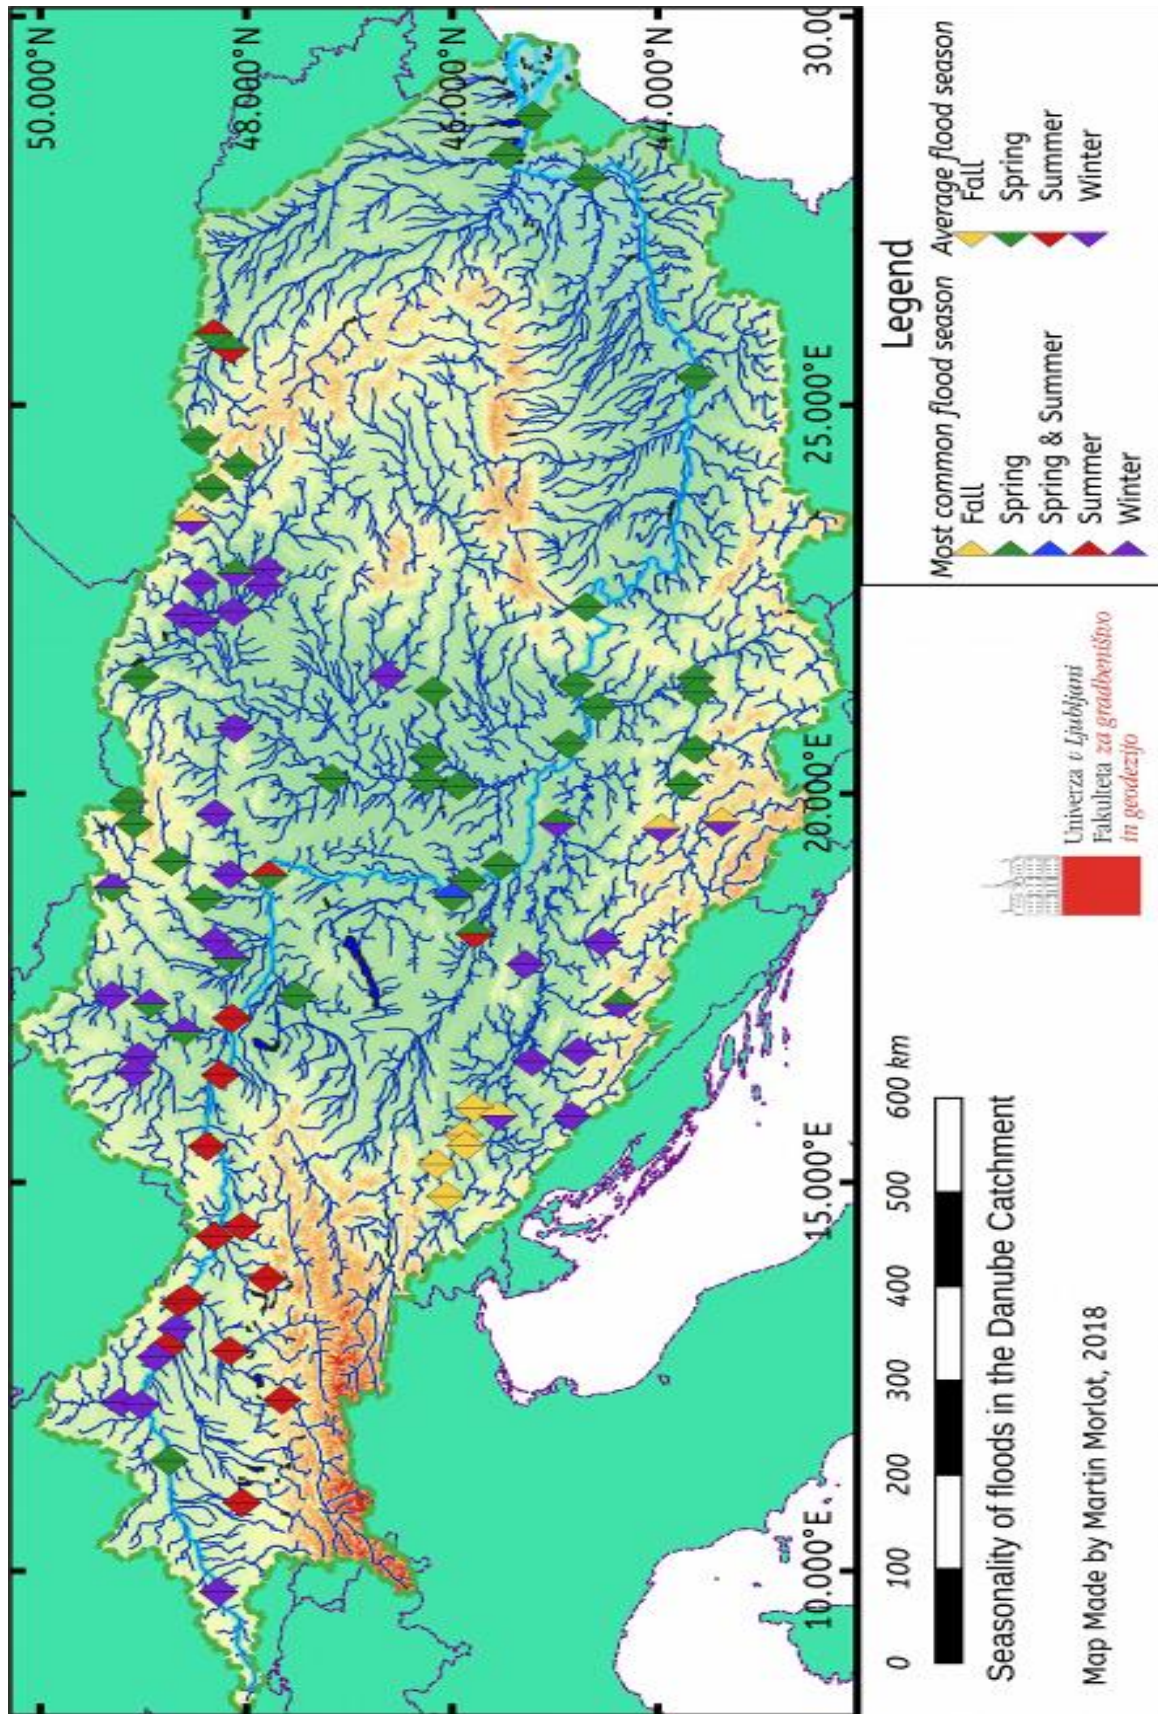 50.000°N
48.000°N
46.000°N
44.000°N
10.000°E
15.000°E
20.000°E
25.000°E
30.00
0 100 200 300 400 500 600 km
Seasonality of floods in the Danube Catchment
Map Made by Martin Morlot, 2018
Univerza v Ljubljani
Fakulteta za gradbeništvo
in geodezijo
Legend
Most common flood season
Fall
Spring
Spring & Summer
Summer
Winter
Average flood season
Fall
Spring
Summer
Winter